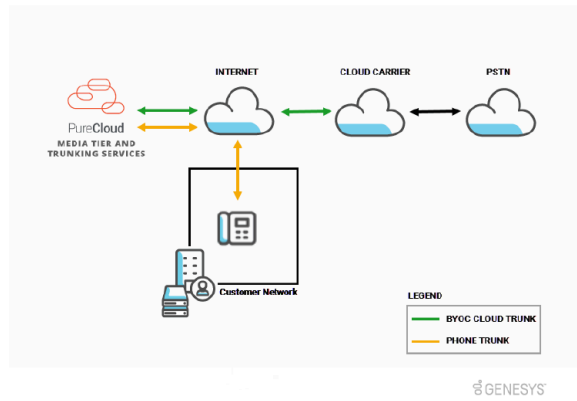 INTERNET
CLOUD CARRIER
PSTN
PureCloud
MEDIA TIER AND
TRUNKING SERVICES
Customer Network
LEGEND
BYOC CLOUD TRUNK
PHONE TRUNK
GENESYS